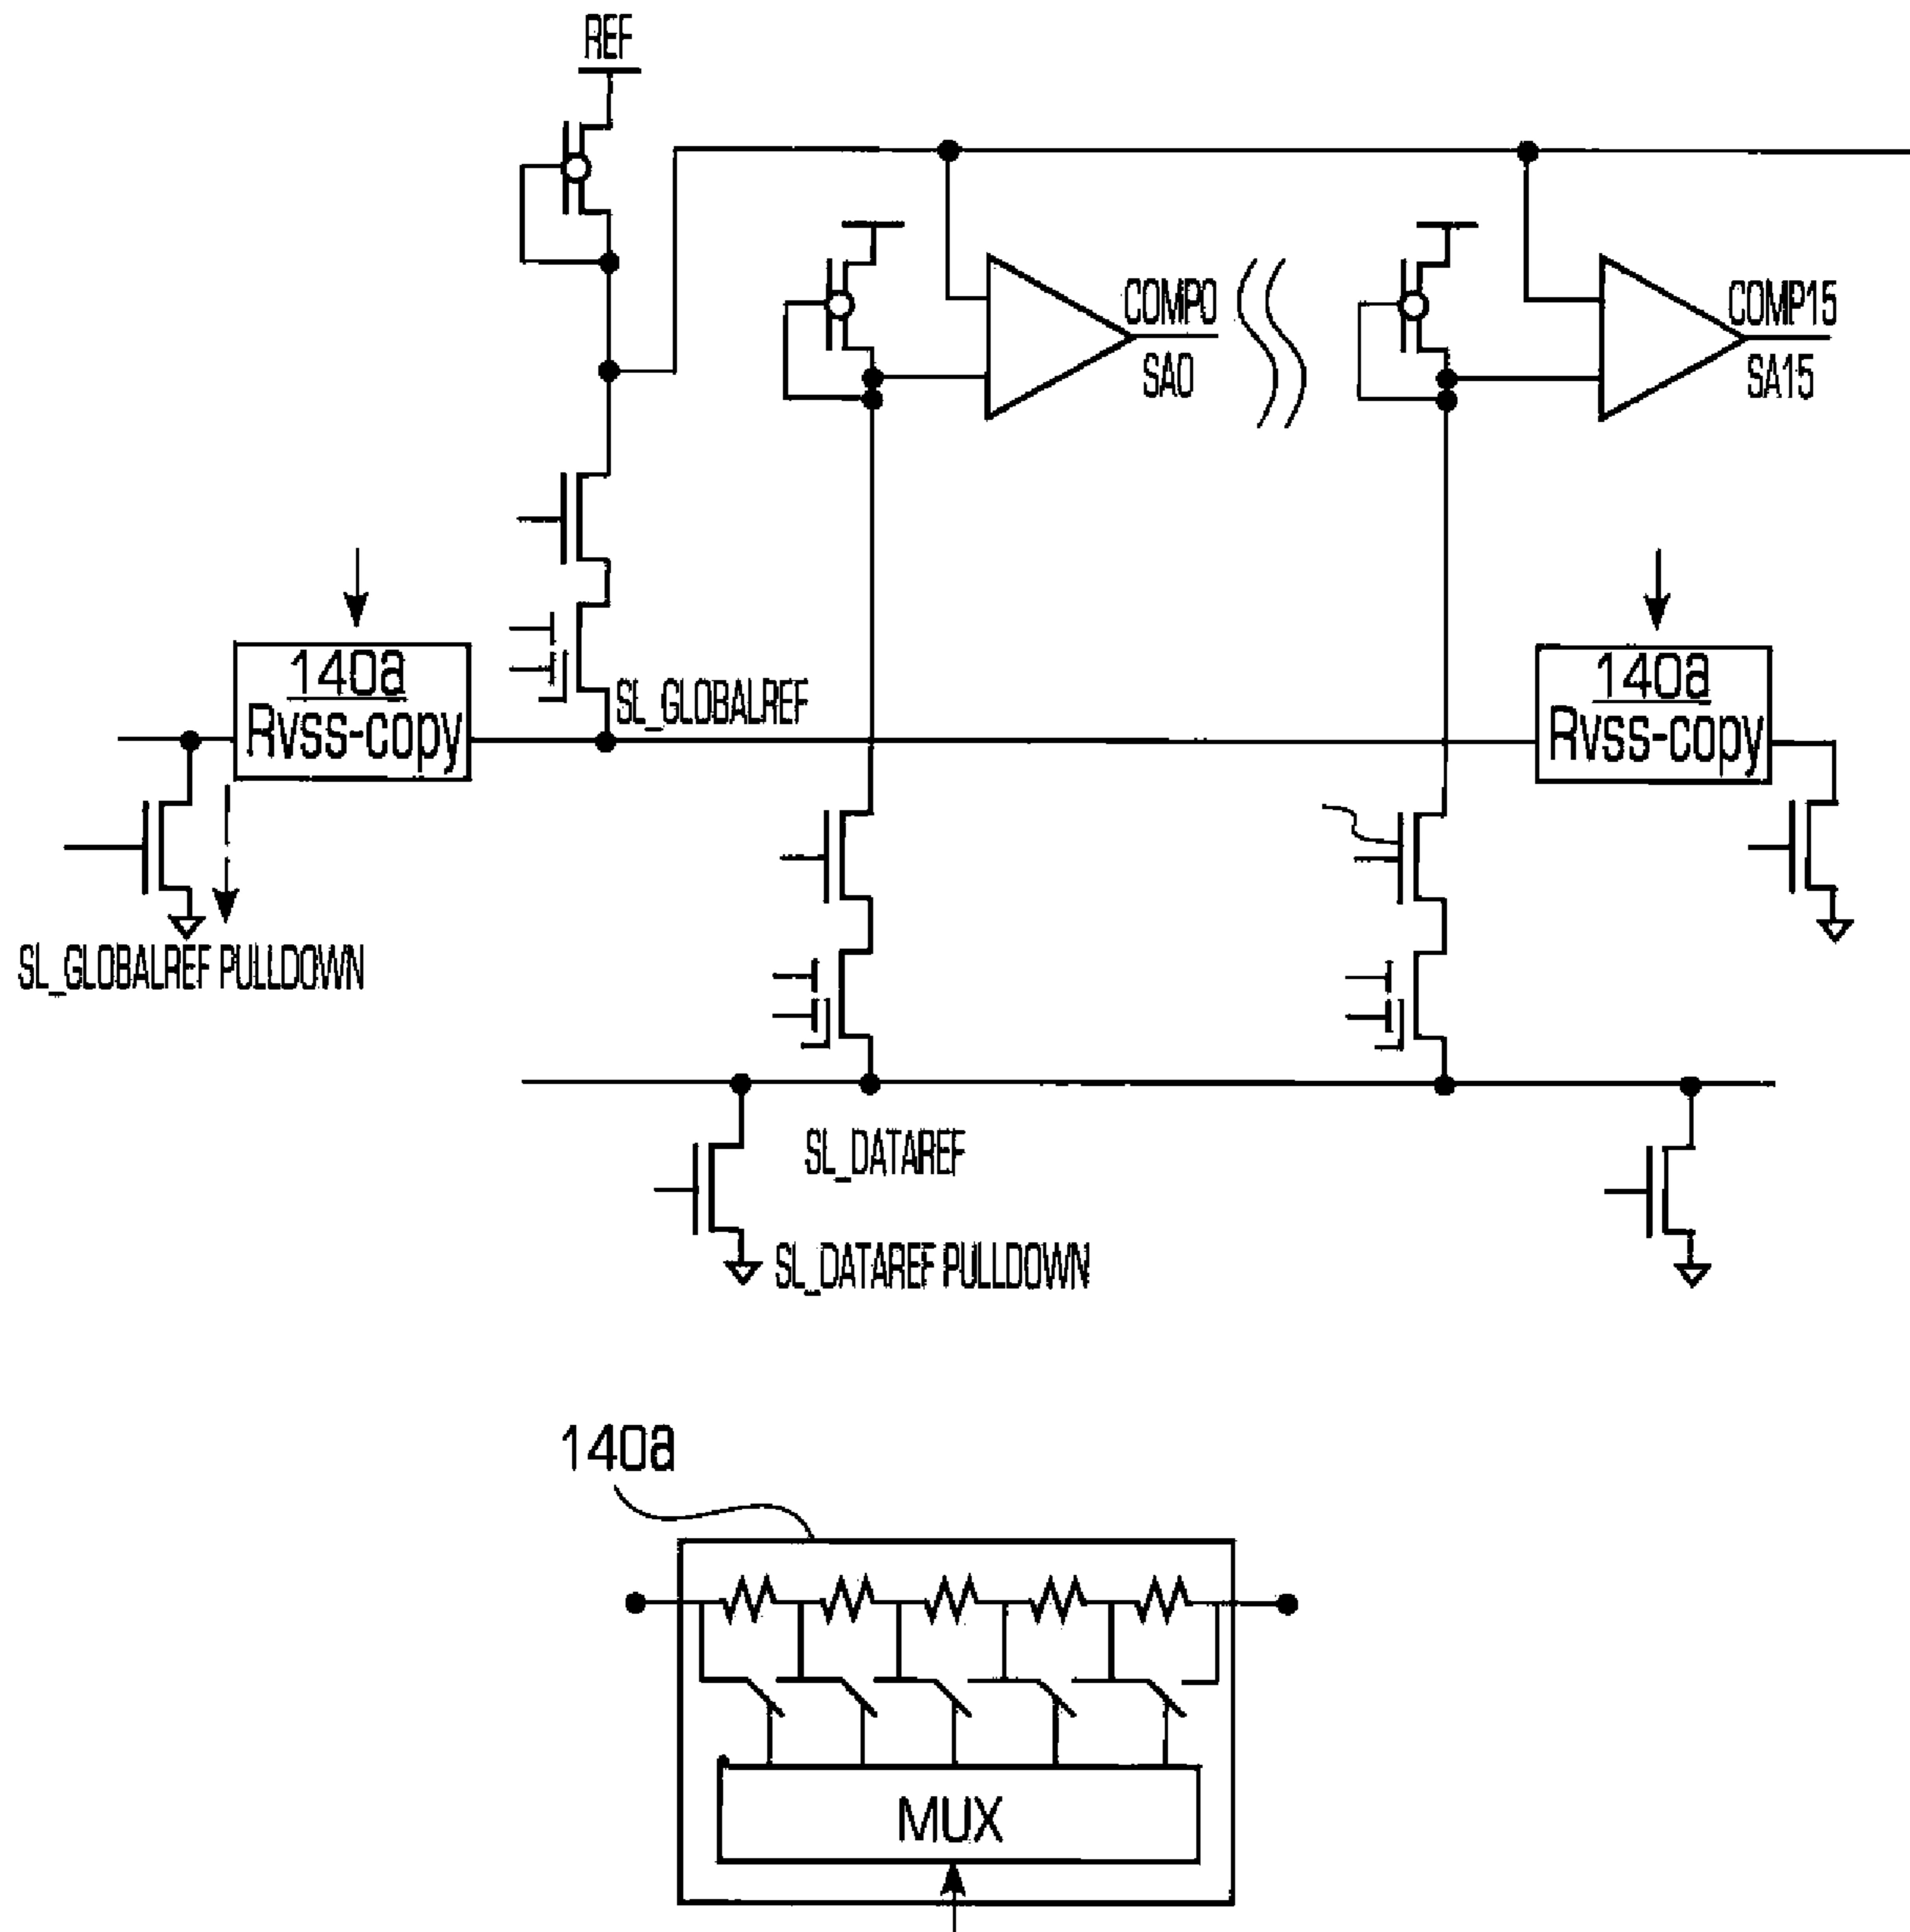 REF
COMP0
SA0
COMP15
SA15
140a
Rvss-copy
SL_GLOBALREF
140a
Rvss-copy
SL_GLOBALREF PULLDOWN
SL_DATAREF
SL_DATAREF PULLDOWN
140a
MUX